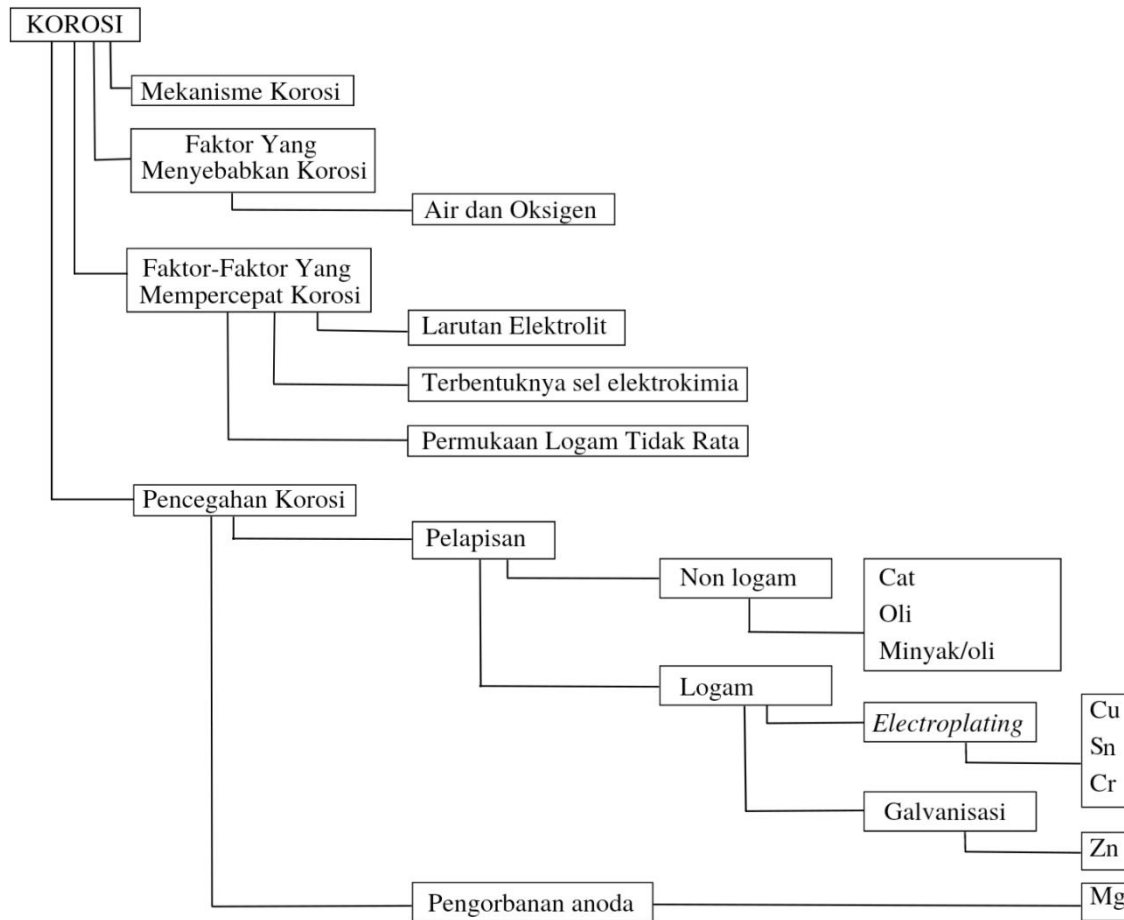 KOROSI
Mekanisme Korosi
Faktor Yang
Menyebabkan Korosi
Air dan Oksigen
Faktor-Faktor Yang
Mempercepat Korosi
Larutan Elektrolit
Terbentuknya sel elektrokimia
Permukaan Logam Tidak Rata
Pencegahan Korosi
Pelapisan
Non logam
Cat
Oli
Minyak/oli
Logam
Electroplating
Cu
Sn
Cr
Galvanisasi
Zn
Pengorbanan anoda
Mg